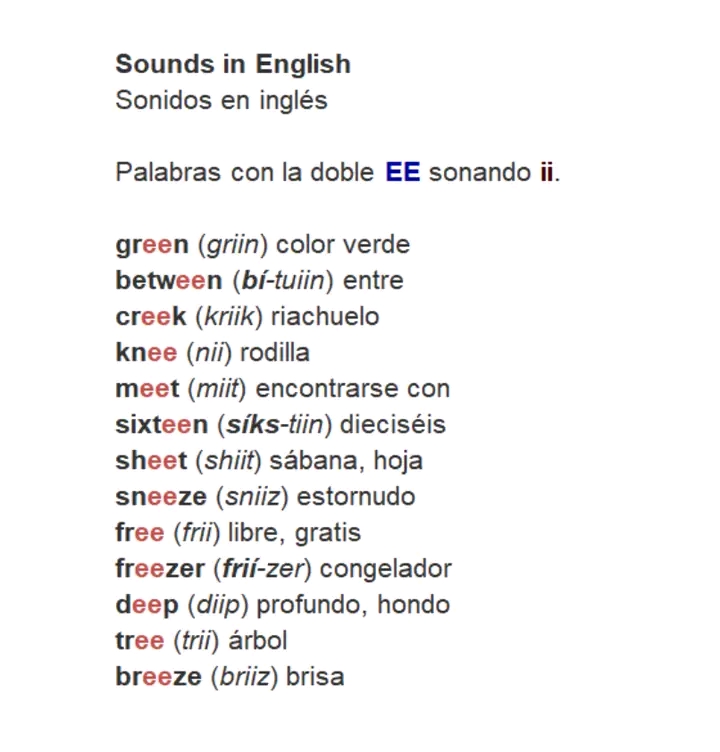 Sounds in English
Sonidos en inglés
Palabras con la doble EE sonando ii.
green (griin) color verde
between (bí-tuiin) entre
creek (kriik) riachuelo
knee (nii) rodilla
meet (miit) encontrarse con
sixteen (síks-tiin) dieciséis
sheet (shiit) sábana, hoja
sneeze (sniiz) estornudo
free (frii) libre, gratis
freezer (frií-zer) congelador
deep (diip) profundo, hondo
tree (trii) árbol
breeze (briiz) brisa